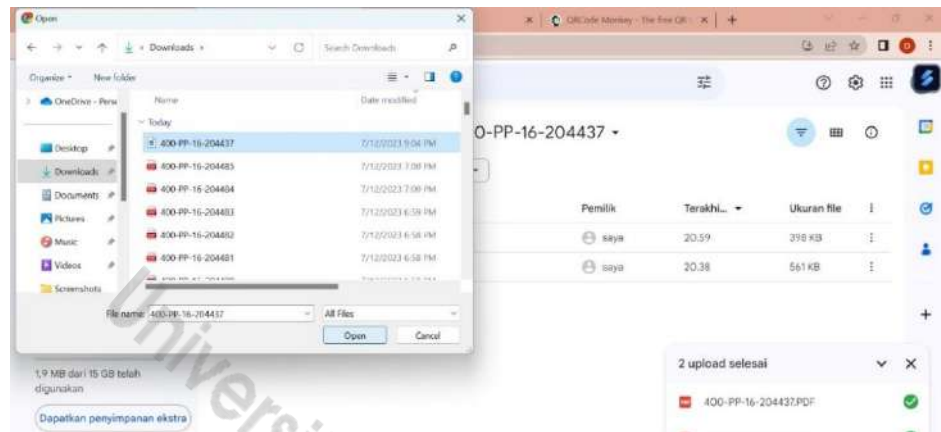 Open
QRCode Monkey - The free QR
Downloads
Search Downloads
Organize
New folder
OneDrive - Perso
Name
Date modified
Today
Desktop
Downloads
Documents
Pictures
Music
Videos
Screenshots
400-PP-16-204437 7/12/2023 9:04 PM
400-PP-16-204485 7/12/2023 7:08 PM
400-PP-16-204484 7/12/2023 7:09 PM
400-PP-16-204483 7/12/2023 6:59 PM
400-PP-16-204482 7/12/2023 6:58 PM
400-PP-16-204481 7/12/2023 6:58 PM
File name: 400-PP-16-204437
All Files
Open
Cancel
0-PP-16-204437
Pemilik Terakhi... Ukuran file
saya 20.59 398 KB
saya 20.38 561 KB
1,9 MB dari 15 GB telah
digunakan
Dapatkan penyimpanan ekstra
2 upload selesai
400-PP-16-204437.PDF
Univers